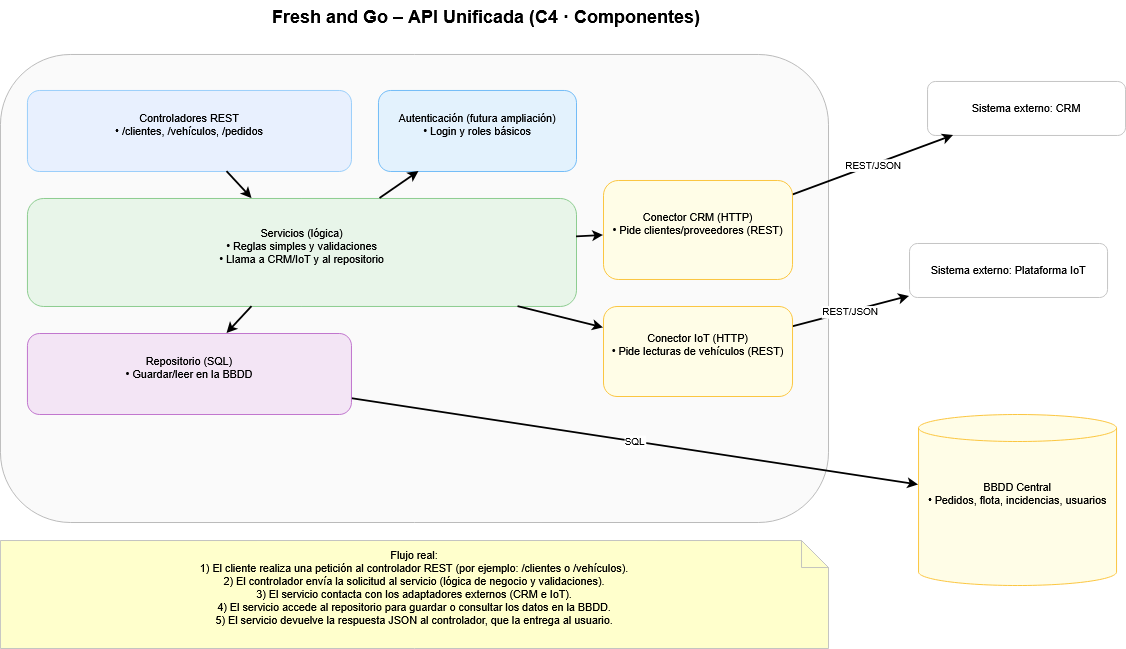 Fresh and Go – API Unificada (C4 · Componentes)
Controladores REST
• /clientes, /vehículos, /pedidos
Autenticación (futura ampliación)
• Login y roles básicos
Sistema externo: CRM
REST/JSON
Servicios (lógica)
• Reglas simples y validaciones
• Llama a CRM/IoT y al repositorio
Conector CRM (HTTP)
• Pide clientes/proveedores (REST)
Sistema externo: Plataforma IoT
REST/JSON
Conector IoT (HTTP)
• Pide lecturas de vehículos (REST)
Repositorio (SQL)
• Guardar/leer en la BBDD
SQL
BBDD Central
• Pedidos, flota, incidencias, usuarios
Flujo real:
1) El cliente realiza una petición al controlador REST (por ejemplo: /clientes o /vehículos).
2) El controlador envía la solicitud al servicio (lógica de negocio y validaciones).
3) El servicio contacta con los adaptadores externos (CRM e IoT).
4) El servicio accede al repositorio para guardar o consultar los datos en la BBDD.
5) El servicio devuelve la respuesta JSON al controlador, que la entrega al usuario.